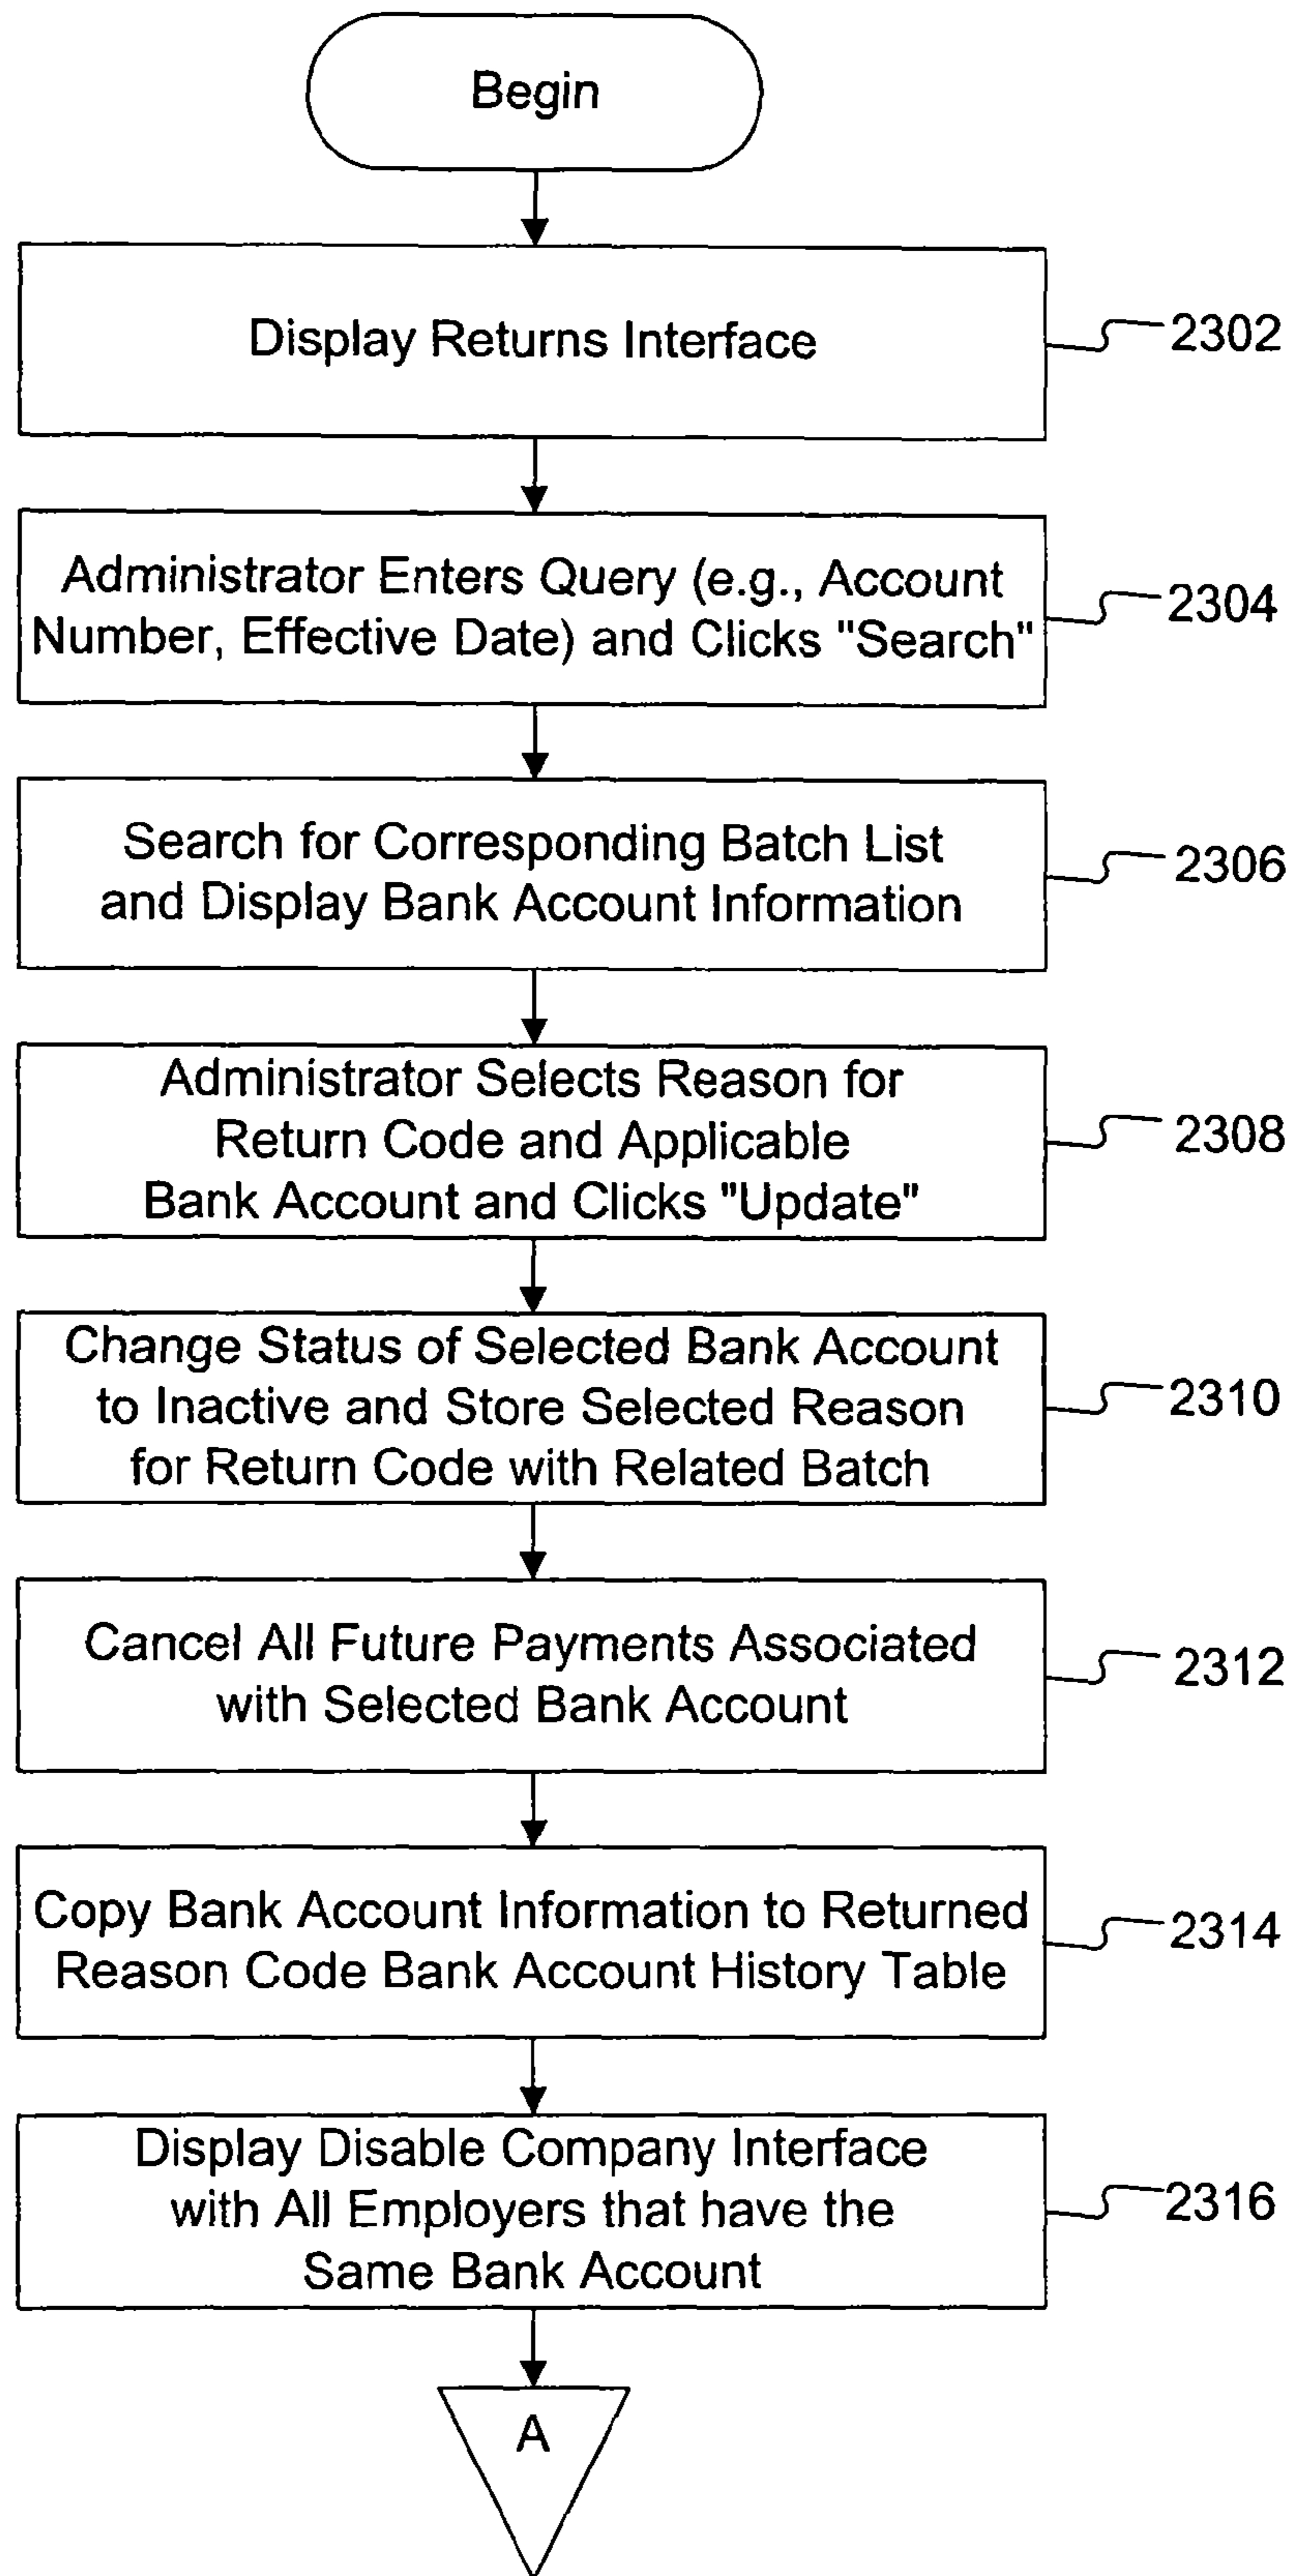 Begin
Display Returns Interface
2302
Administrator Enters Query (e.g., Account
Number, Effective Date) and Clicks "Search"
2304
Search for Corresponding Batch List
and Display Bank Account Information
2306
Administrator Selects Reason for
Return Code and Applicable
Bank Account and Clicks "Update"
2308
Change Status of Selected Bank Account
to Inactive and Store Selected Reason
for Return Code with Related Batch
2310
Cancel All Future Payments Associated
with Selected Bank Account
2312
Copy Bank Account Information to Returned
Reason Code Bank Account History Table
2314
Display Disable Company Interface
with All Employers that have the
Same Bank Account
2316
A